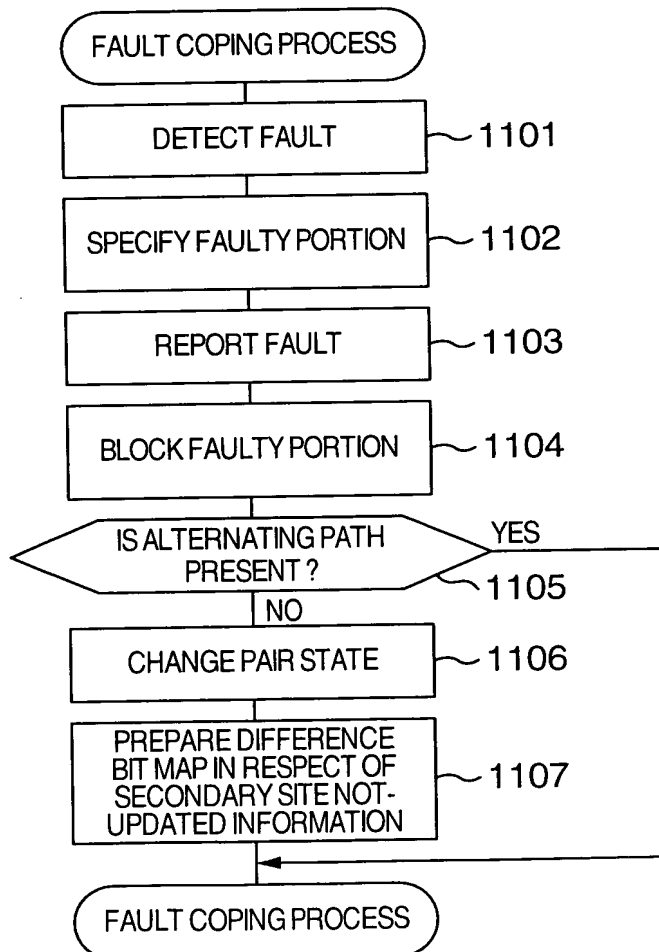 FAULT COPING PROCESS
DETECT FAULT
1101
SPECIFY FAULTY PORTION
1102
REPORT FAULT
1103
BLOCK FAULTY PORTION
1104
IS ALTERNATING PATH
PRESENT ?
YES
1105
NO
CHANGE PAIR STATE
1106
PREPARE DIFFERENCE
BIT MAP IN RESPECT OF
SECONDARY SITE NOT-
UPDATED INFORMATION
1107
FAULT COPING PROCESS